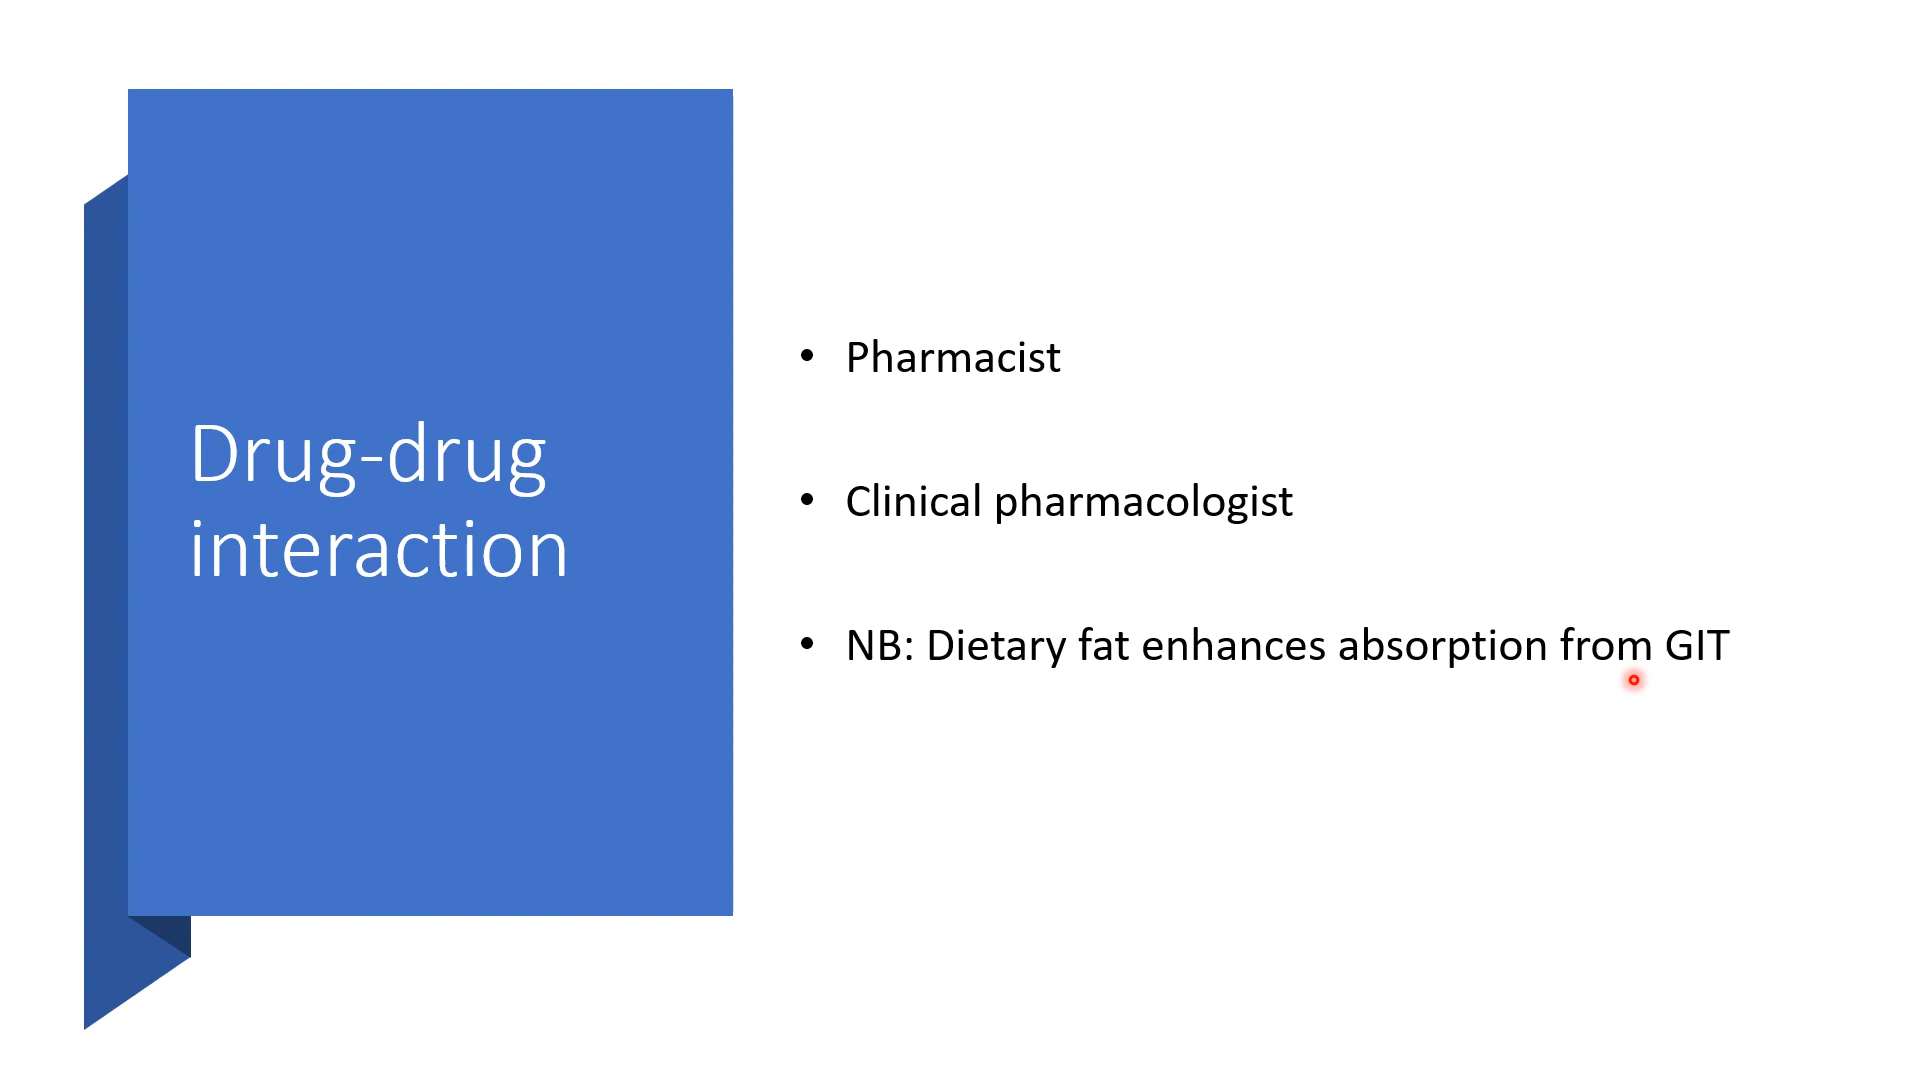 Drug-drug
interaction
• Pharmacist
• Clinical pharmacologist
• NB: Dietary fat enhances absorption from GIT